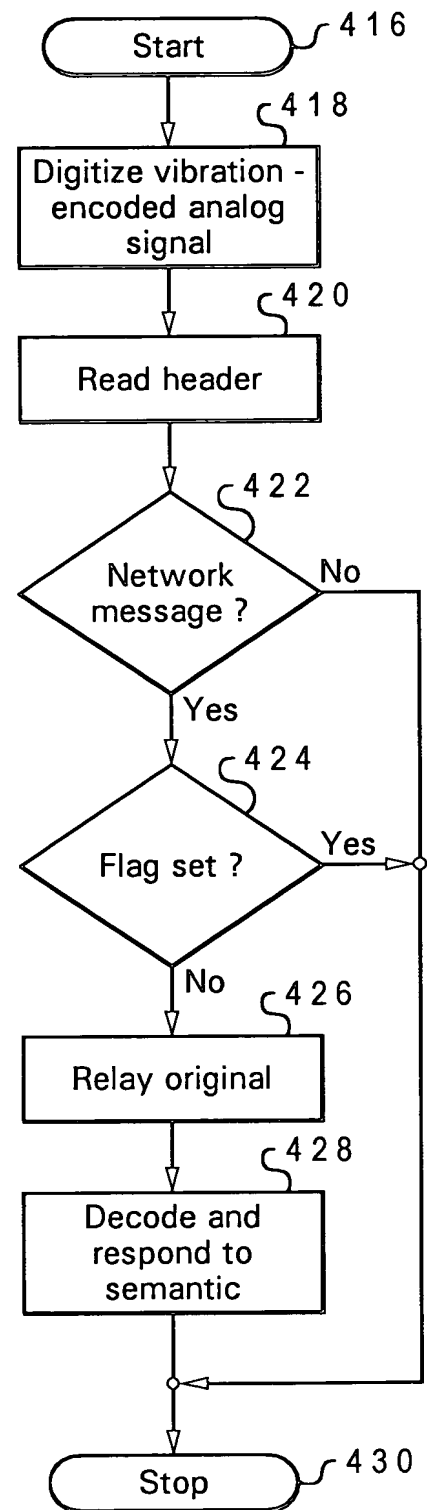 Start
416
418
Digitize vibration -
encoded analog
signal
420
Read header
422
Network
message ?
No
Yes
424
Flag set ?
Yes
No
426
Relay original
428
Decode and
respond to
semantic
Stop
430